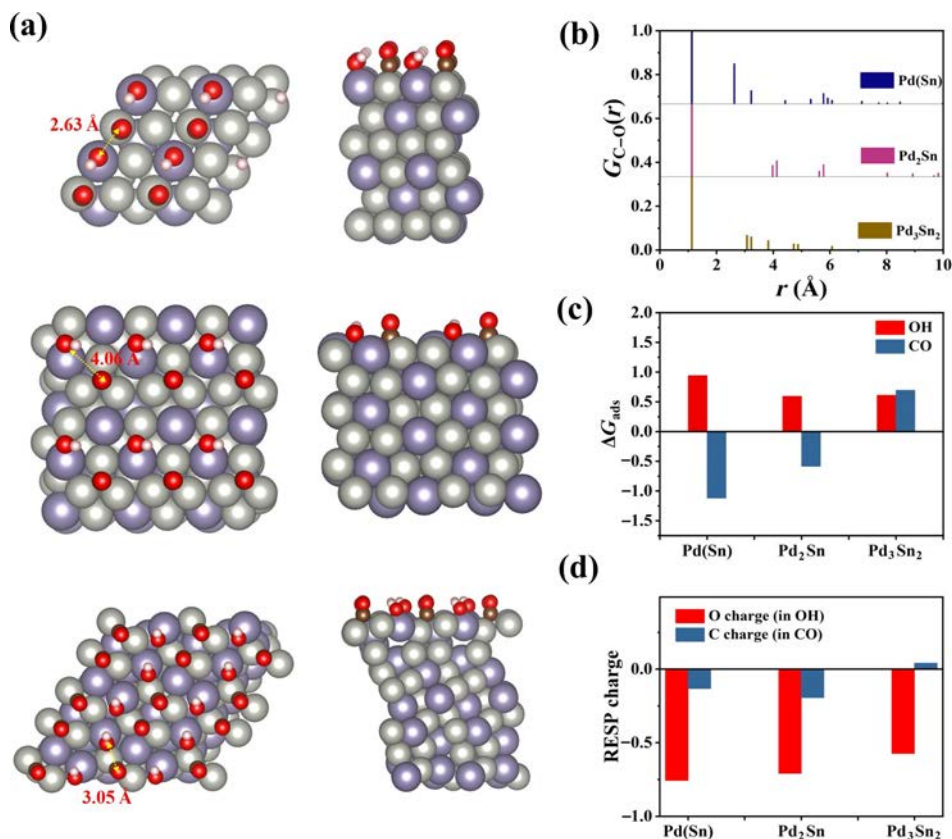 (a)
2.63 Å
4.06 Å
3.05 Å
(b)
G_C–O(r)
1.0
0.8
0.6
0.4
0.2
0.0
Pd(Sn)
Pd₂Sn
Pd₃Sn₂
0 2 4 6 8 10
r (Å)
(c)
ΔG_ads
2.0
1.5
1.0
0.5
0.0
−0.5
−1.0
−1.5
OH
CO
Pd(Sn) Pd₂Sn Pd₃Sn₂
(d)
RESP charge
0.0
−0.5
−1.0
O charge (in OH)
C charge (in CO)
Pd(Sn) Pd₂Sn Pd₃Sn₂